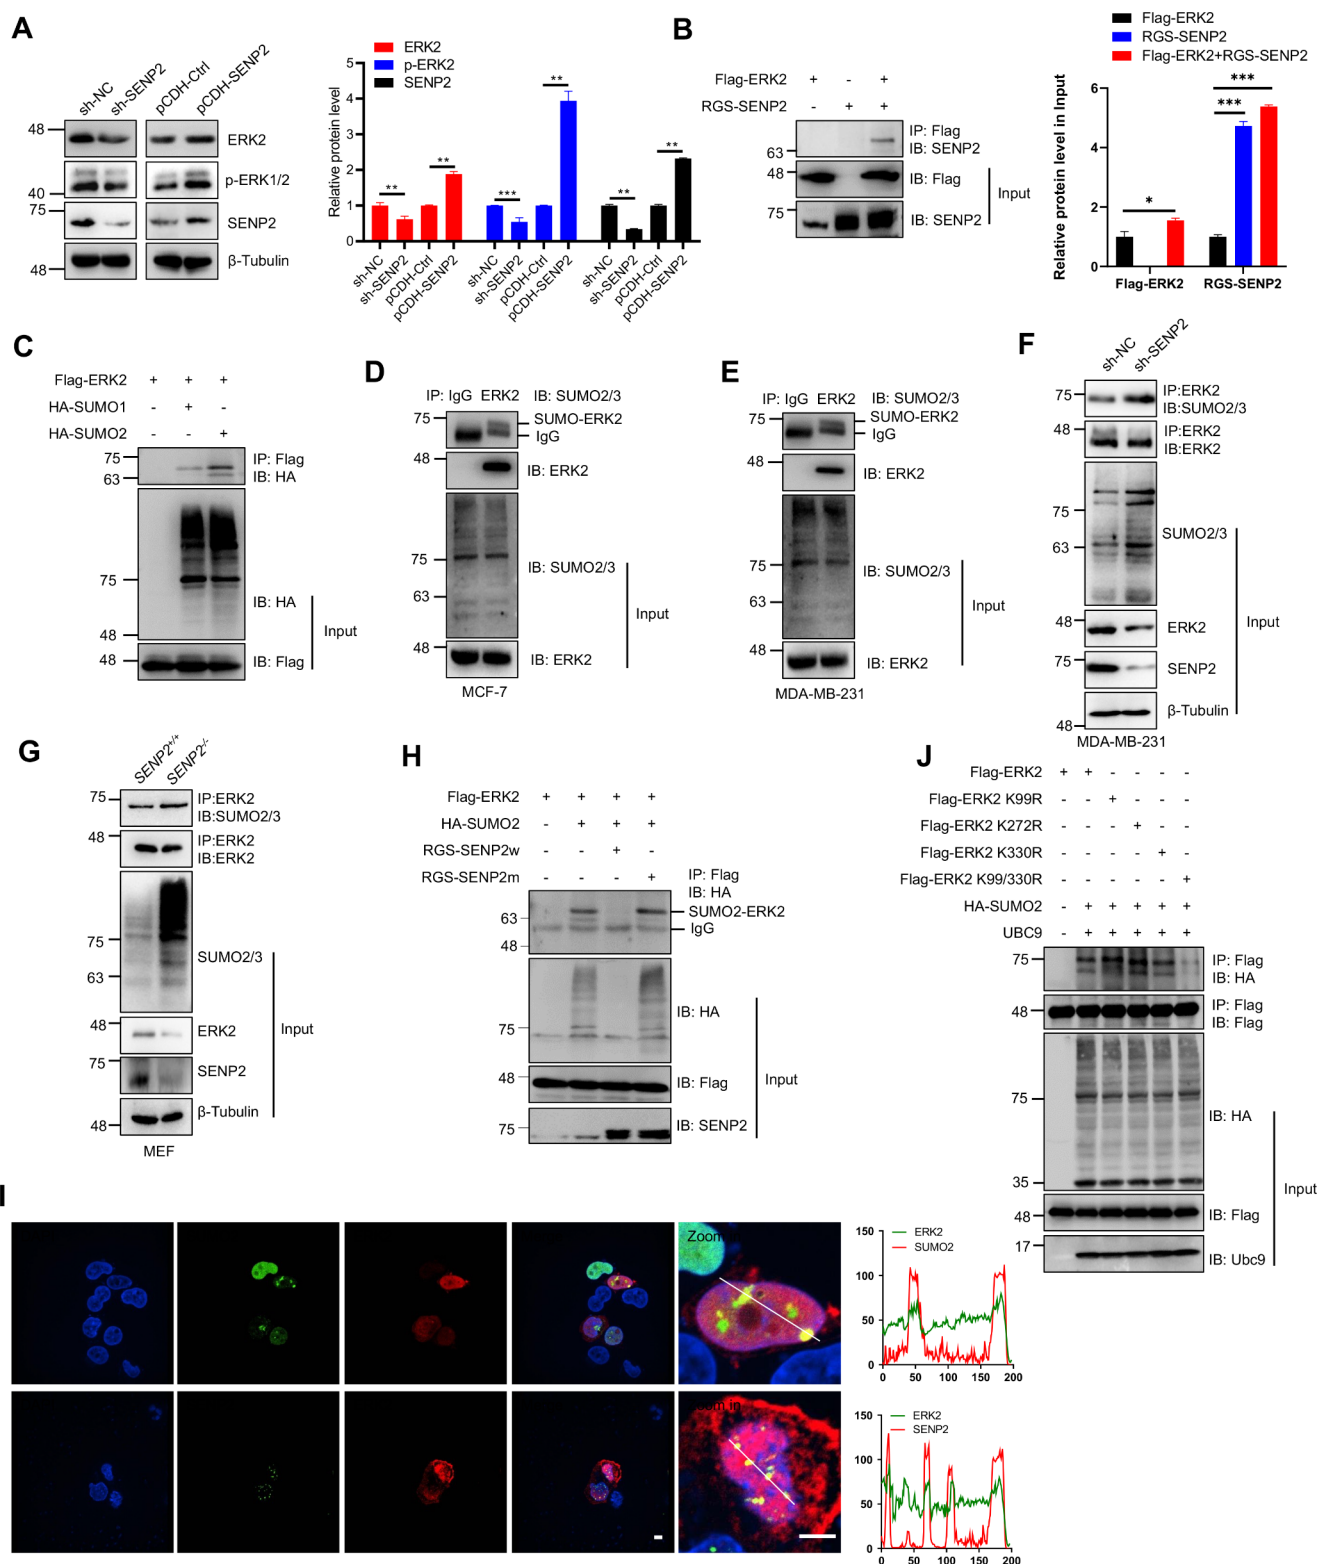 A
sh-NC
sh-SENP2
pCDH-Ctrl
pCDH-SENP2
48
ERK2
40
p-ERK1/2
75
SENP2
48
β-Tubulin
ERK2
p-ERK2
SENP2
Relative protein level
5
4
3
2
1
0
** ** *** ** ** **
sh-NC sh-SENP2 pCDH-Ctrl pCDH-SENP2
sh-NC sh-SENP2 pCDH-Ctrl pCDH-SENP2
sh-NC sh-SENP2 pCDH-Ctrl pCDH-SENP2
B
Flag-ERK2 + - +
RGS-SENP2 - + +
63
IP: Flag
IB: SENP2
48
IB: Flag
75
IB: SENP2
Input
Flag-ERK2
RGS-SENP2
Flag-ERK2+RGS-SENP2
Relative protein level in Input
6
4
2
0
* *** ***
Flag-ERK2 RGS-SENP2
C
Flag-ERK2 + + +
HA-SUMO1 - + -
HA-SUMO2 - - +
75
63
IP: Flag
IB: HA
75
48
IB: HA
48
IB: Flag
Input
D
IP: IgG ERK2 IB: SUMO2/3
75
SUMO-ERK2
IgG
48
IB: ERK2
75
63
IB: SUMO2/3
48
IB: ERK2
Input
MCF-7
E
IP: IgG ERK2 IB: SUMO2/3
75
SUMO-ERK2
IgG
48
IB: ERK2
75
63
IB: SUMO2/3
48
IB: ERK2
Input
MDA-MB-231
F
sh-NC
sh-SENP2
75
IP:ERK2
IB:SUMO2/3
48
IP:ERK2
IB:ERK2
75
63
SUMO2/3
48
ERK2
75
SENP2
48
β-Tubulin
Input
MDA-MB-231
G
SENP2+/+
SENP2-/-
75
IP:ERK2
IB:SUMO2/3
48
IP:ERK2
IB:ERK2
75
63
SUMO2/3
48
ERK2
75
SENP2
48
β-Tubulin
Input
MEF
H
Flag-ERK2 + + + +
HA-SUMO2 - + + +
RGS-SENP2w - - + -
RGS-SENP2m - - - +
IP: Flag
IB: HA
63
48
SUMO2-ERK2
IgG
75
IB: HA
48
IB: Flag
75
IB: SENP2
Input
J
Flag-ERK2 + + - - - -
Flag-ERK2 K99R - - + - - -
Flag-ERK2 K272R - - - + - -
Flag-ERK2 K330R - - - - + -
Flag-ERK2 K99/330R - - - - - +
HA-SUMO2 - + + + + +
UBC9 - + + + + +
75
IP: Flag
IB: HA
48
IP: Flag
IB: Flag
75
35
IB: HA
48
IB: Flag
17
IB: Ubc9
Input
I
Zoom
150
100
50
0
ERK2
SUMO2
0 50 100 150 200
om in
150
100
50
0
ERK2
SENP2
0 50 100 150 200